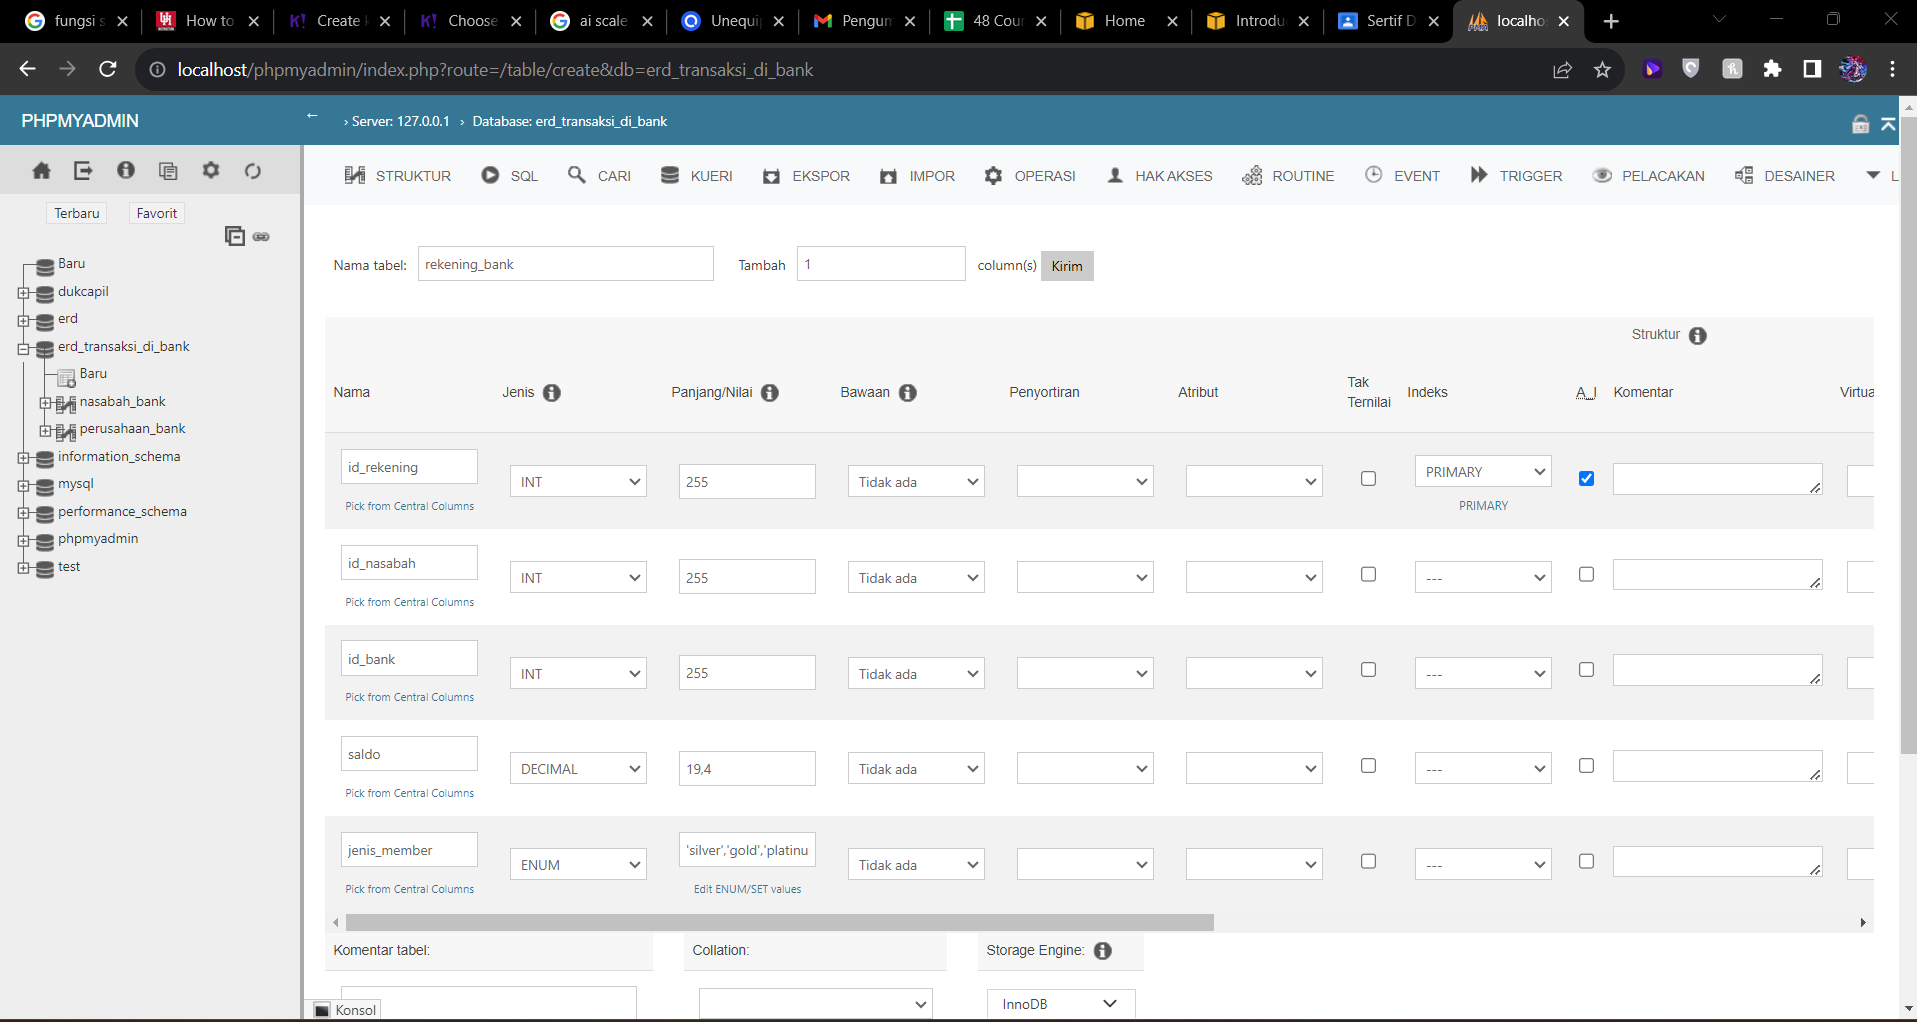 fungsi s
How to
Create k
Choose
ai scale
Unequip
Pengum
48 Cour
Home
Introdu
Sertif D
localhos
localhost/phpmyadmin/index.php?route=/table/create&db=erd_transaksi_di_bank
PHPMYADMIN
← › Server: 127.0.0.1 › Database: erd_transaksi_di_bank
STRUKTUR SQL CARI KUERI EKSPOR IMPOR OPERASI HAK AKSES ROUTINE EVENT TRIGGER PELACAKAN DESAINER L
Terbaru Favorit
Baru
dukcapil
erd
erd_transaksi_di_bank
Baru
nasabah_bank
perusahaan_bank
information_schema
mysql
performance_schema
phpmyadmin
test
Nama tabel: rekening_bank Tambah 1 column(s) Kirim
Struktur
Nama Jenis Panjang/Nilai Bawaan Penyortiran Atribut Tak Ternilai Indeks A_I Komentar Virtua
id_rekening INT 255 Tidak ada PRIMARY
Pick from Central Columns PRIMARY
id_nasabah INT 255 Tidak ada ---
Pick from Central Columns
id_bank INT 255 Tidak ada ---
Pick from Central Columns
saldo DECIMAL 19,4 Tidak ada ---
Pick from Central Columns
jenis_member ENUM 'silver','gold','platinu Tidak ada ---
Pick from Central Columns Edit ENUM/SET values
Komentar tabel: Collation: Storage Engine:
InnoDB
Konsol